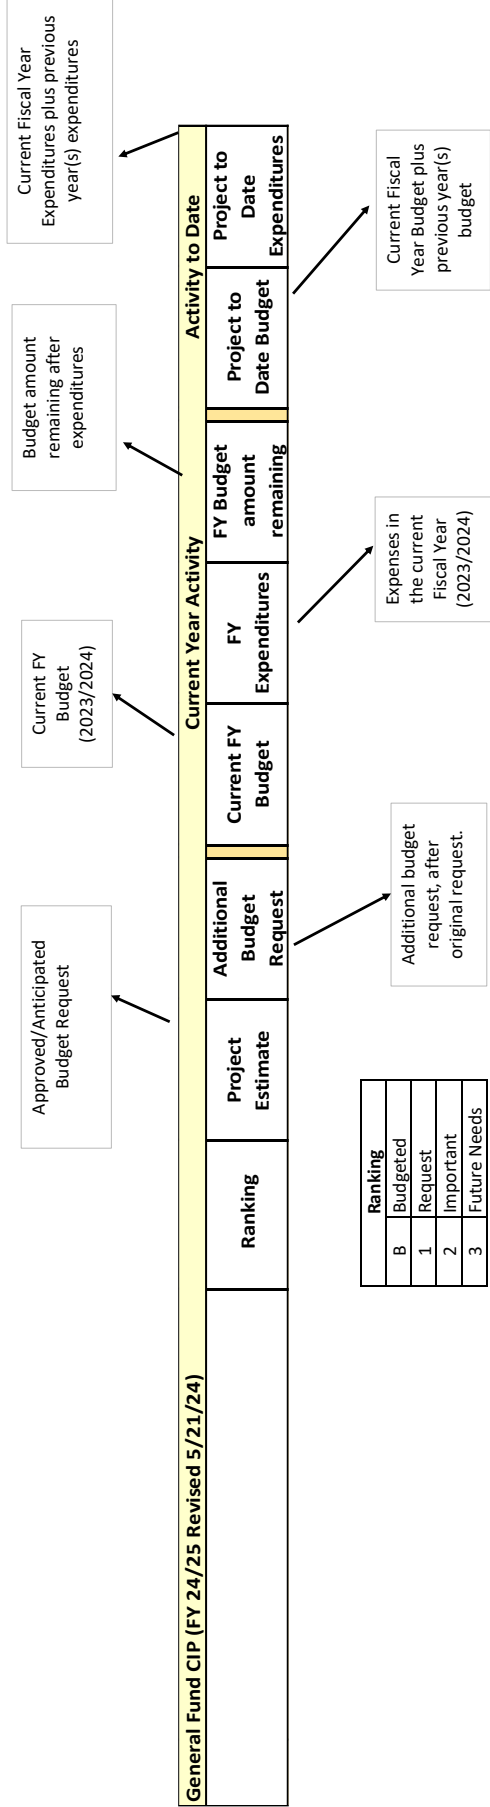 Approved/Anticipated
Budget Request
Current FY
Budget
(2023/2024)
Budget amount
remaining after
expenditures
Current Fiscal Year
Expenditures plus previous
year(s) expenditures
General Fund CIP (FY 24/25 Revised 5/21/24)
Current Year Activity
Activity to Date
Ranking
Project
Estimate
Additional
Budget
Request
Current FY
Budget
FY
Expenditures
FY Budget
amount
remaining
Project to
Date Budget
Project to
Date
Expenditures
Ranking
B Budgeted
1 Request
2 Important
3 Future Needs
Additional budget
request, after
original request.
Expenses in
the current
Fiscal Year
(2023/2024)
Current Fiscal
Year Budget plus
previous year(s)
budget